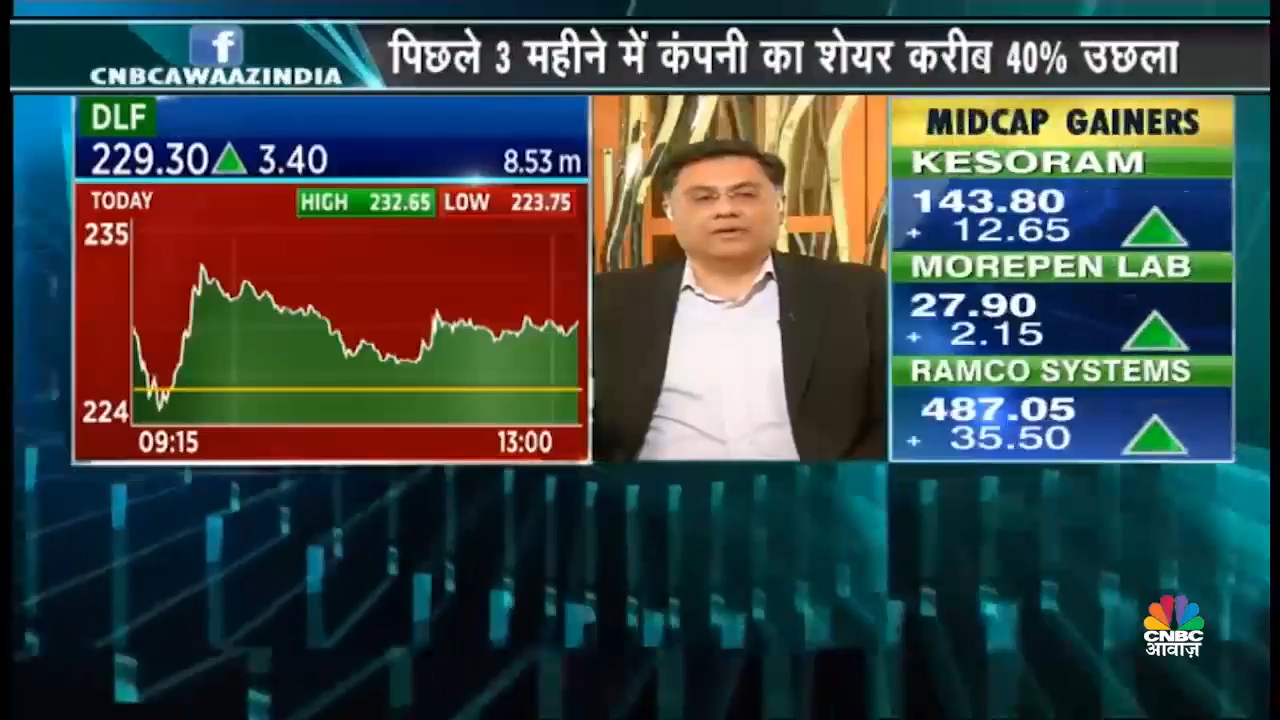 f
CNBCAWAAZINDIA
पिछले 3 महीने में कंपनी का शेयर करीब 40% उछला
DLF
229.30 3.40 8.53 m
TODAY HIGH 232.65 LOW 223.75
235
224
09:15 13:00
MIDCAP GAINERS
KESORAM
143.80
+ 12.65
MOREPEN LAB
27.90
+ 2.15
RAMCO SYSTEMS
487.05
+ 35.50
CNBC
आवाज़